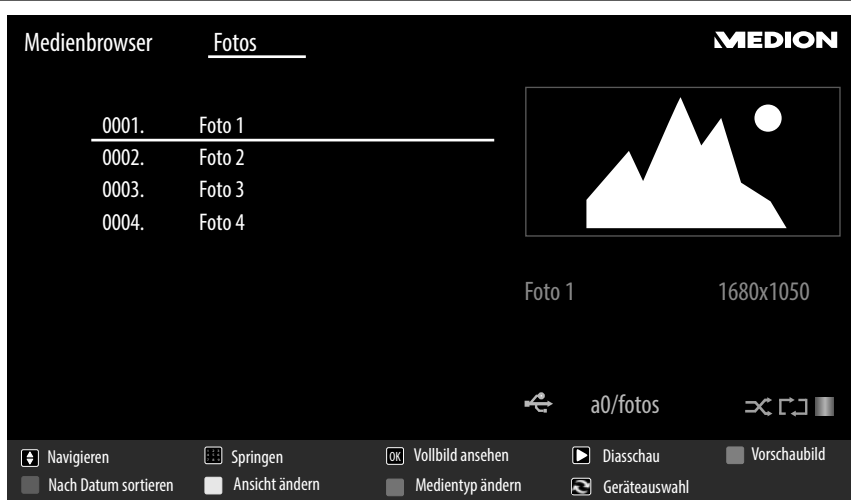 Medienbrowser Fotos MEDION
0001. Foto 1
0002. Foto 2
0003. Foto 3
0004. Foto 4
Foto 1 1680x1050
a0/fotos
Navigieren Springen OK Vollbild ansehen Diasschau Vorschaubild
Nach Datum sortieren Ansicht ändern Medientyp ändern Geräteauswahl